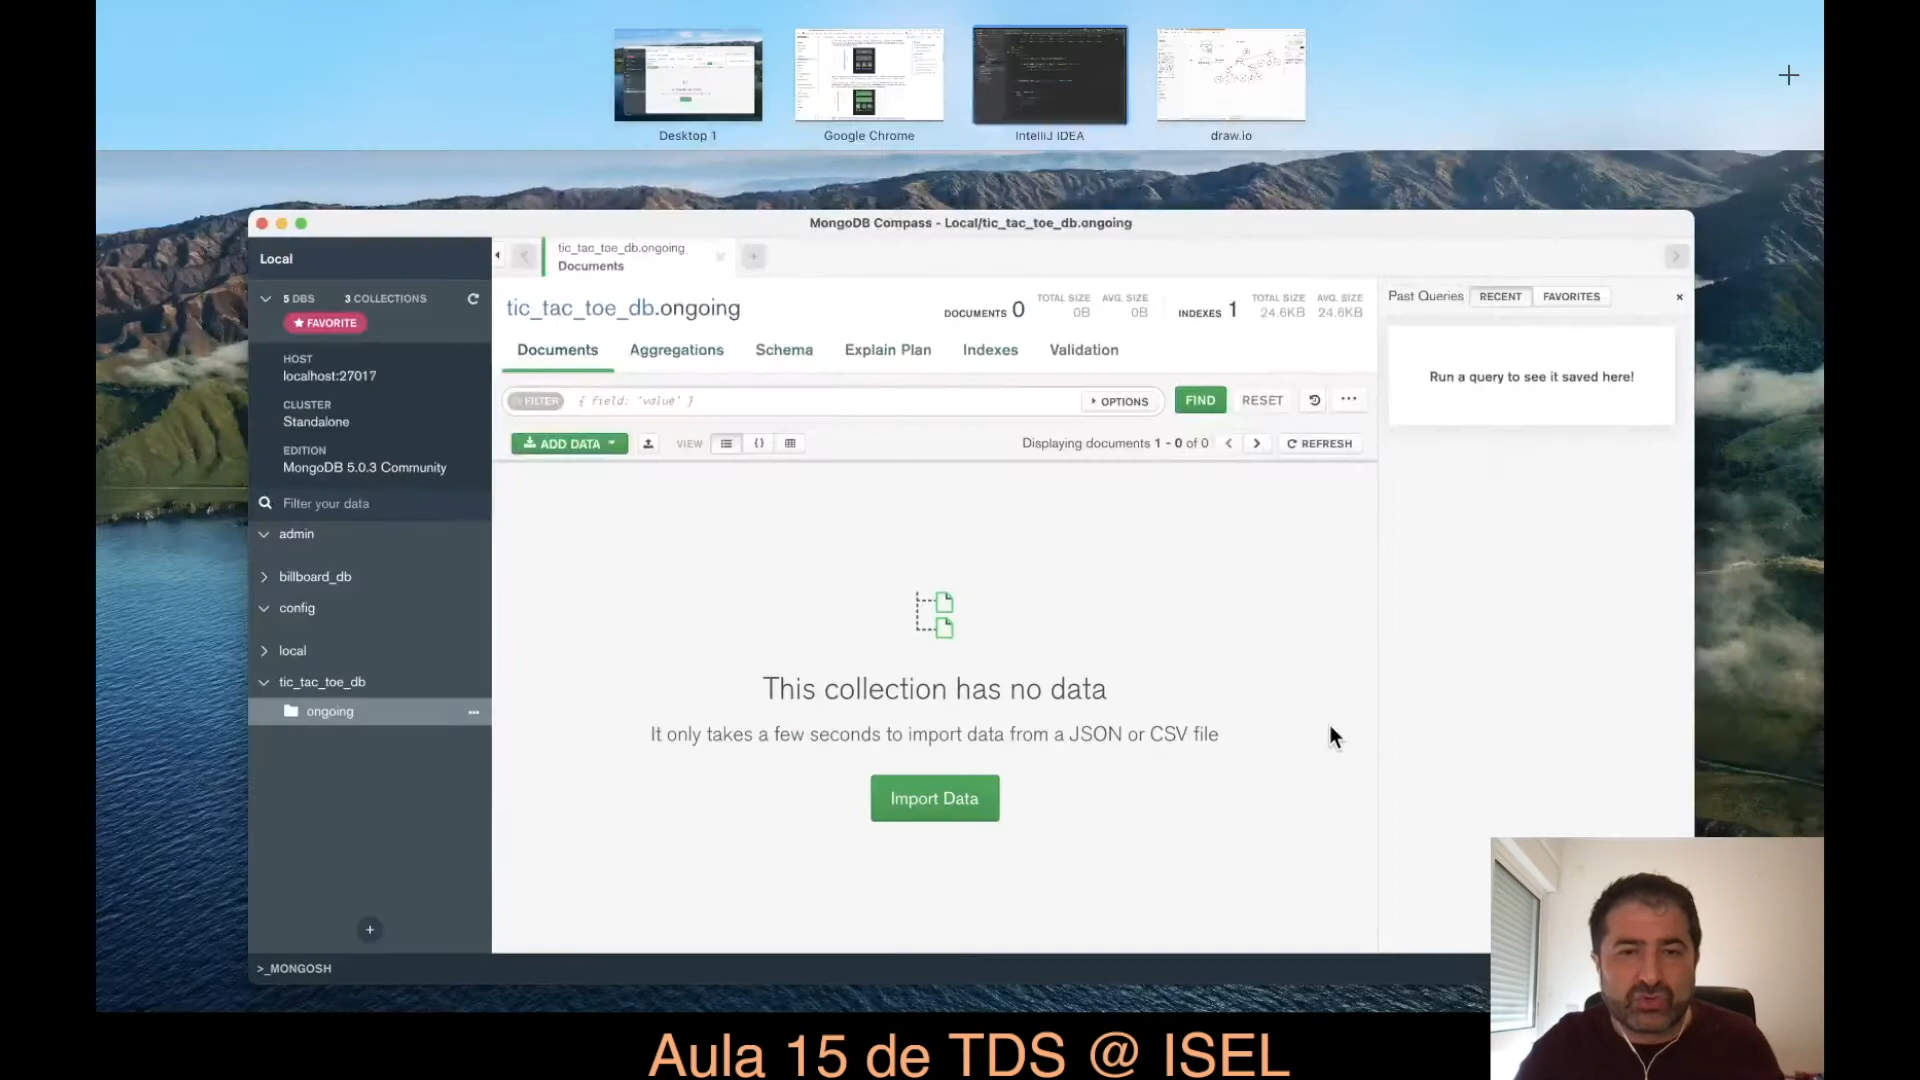 Desktop 1
Google Chrome
IntelliJ IDEA
draw.io
MongoDB Compass - Local/tic_tac_toe_db.ongoing
Local
5 DBS 3 COLLECTIONS
FAVORITE
HOST
localhost:27017
CLUSTER
Standalone
EDITION
MongoDB 5.0.3 Community
Filter your data
admin
billboard_db
config
local
tic_tac_toe_db
ongoing
>_MONGOSH
tic_tac_toe_db.ongoing
Documents
tic_tac_toe_db.ongoing
DOCUMENTS 0
TOTAL SIZE AVG. SIZE
0B 0B
INDEXES 1
TOTAL SIZE AVG. SIZE
24.6KB 24.6KB
Documents Aggregations Schema Explain Plan Indexes Validation
FILTER { field: 'value' } OPTIONS FIND RESET
ADD DATA VIEW {} Displaying documents 1 - 0 of 0 REFRESH
This collection has no data
It only takes a few seconds to import data from a JSON or CSV file
Import Data
Past Queries RECENT FAVORITES
Run a query to see it saved here!
Aula 15 de TDS @ ISEL